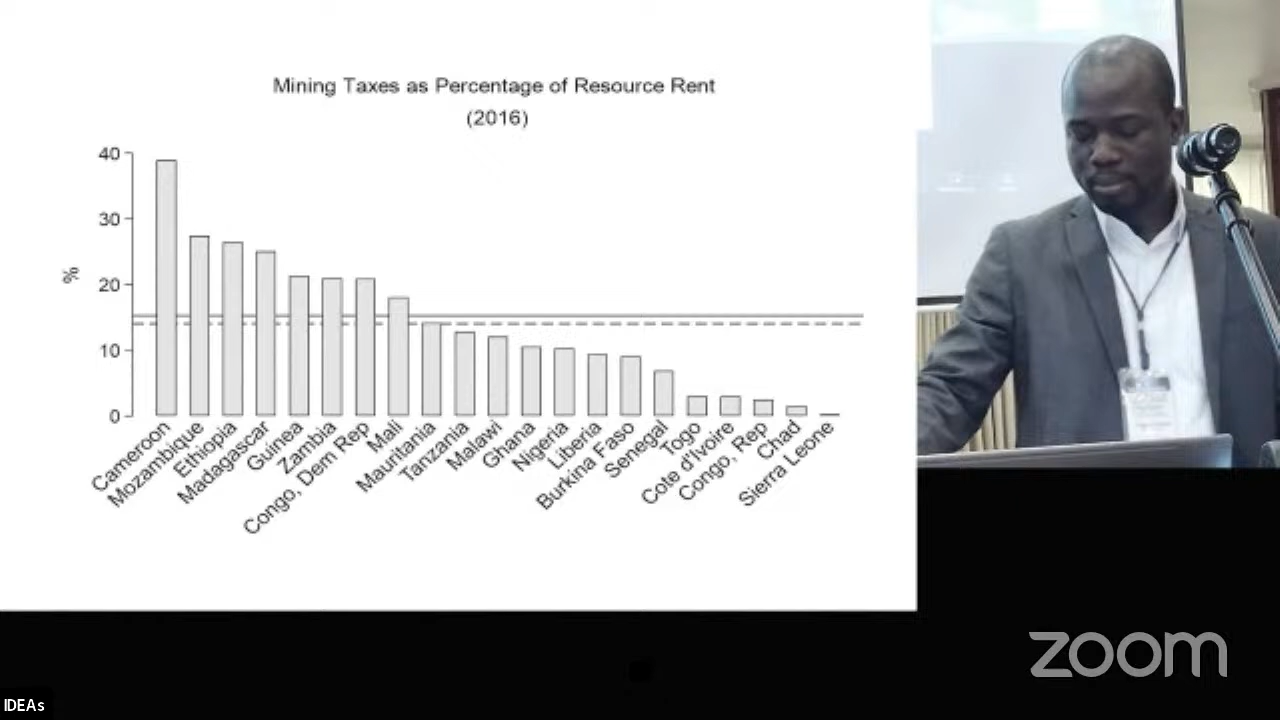 Mining Taxes as Percentage of Resource Rent
(2016)
%
40
30
20
10
0
Cameroon
Mozambique
Ethiopia
Madagascar
Guinea
Zambia
Congo, Dem Rep
Mali
Mauritania
Tanzania
Malawi
Ghana
Nigeria
Liberia
Burkina Faso
Senegal
Togo
Cote d'Ivoire
Congo, Rep
Chad
Sierra Leone
zoom
IDEAs